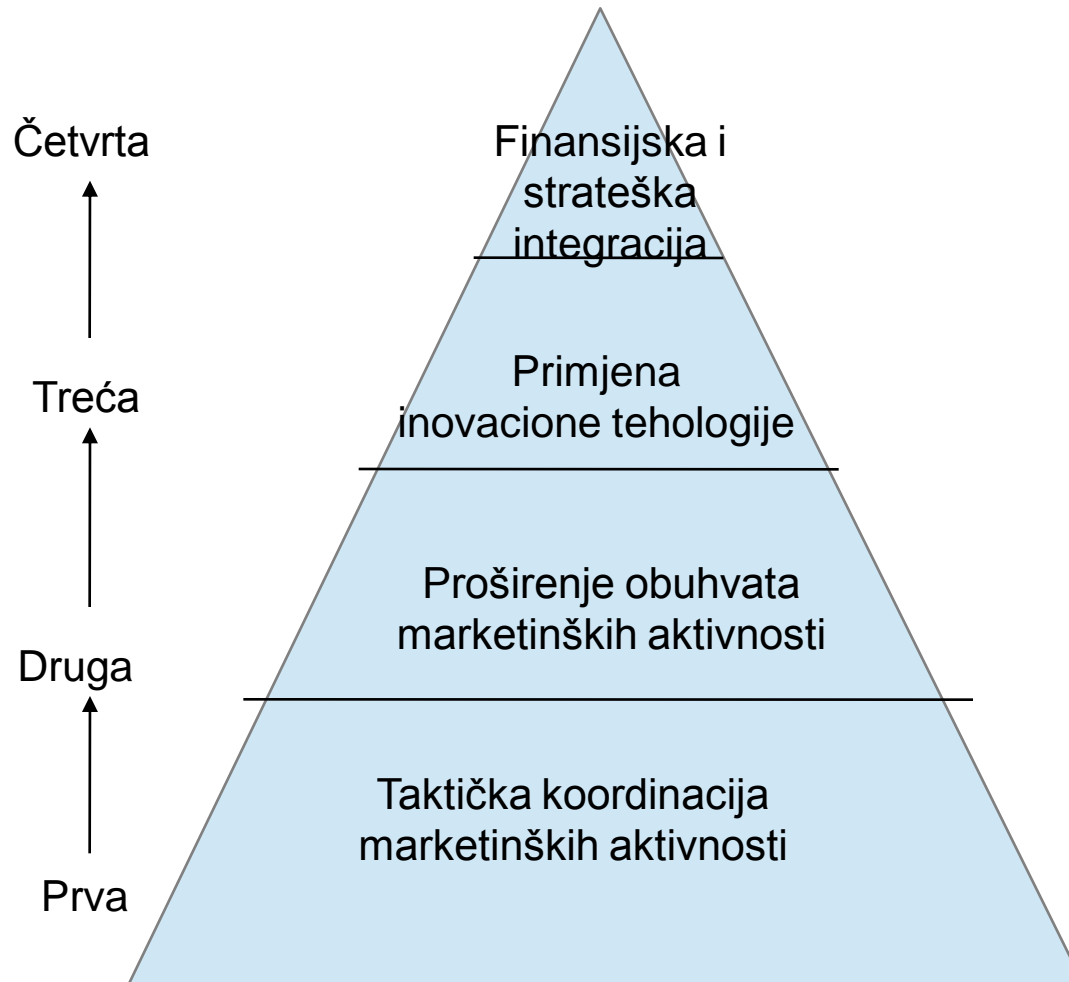 Četvrta
Finansijska i
strateška
integracija
Treća
Primjena
inovacione tehologije
Druga
Proširenje obuhvata
marketinških aktivnosti
Prva
Taktička koordinacija
marketinških aktivnosti